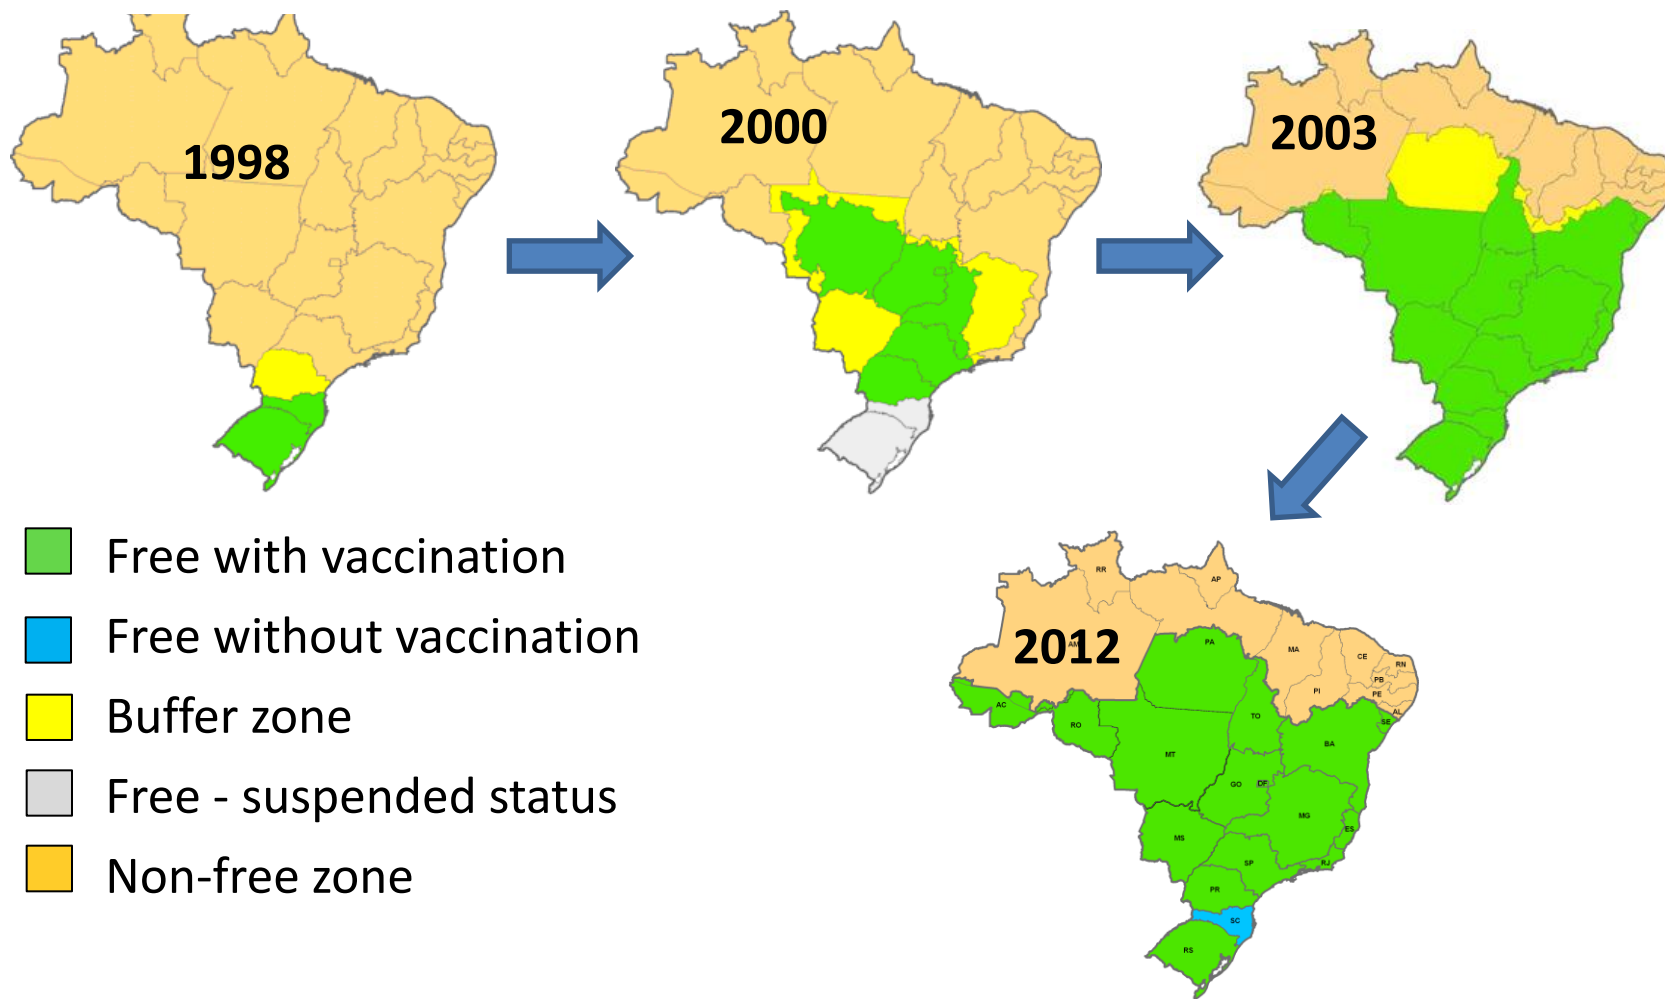 1998
2000
2003
Free with vaccination
Free without vaccination
Buffer zone
Free - suspended status
Non-free zone
2012
RR
AP
AM
PA
MA
CE
RN
PB
PI
PE
AL
SE
AC
RO
TO
BA
MT
GO
DF
MG
ES
MS
SP
RJ
PR
SC
RS